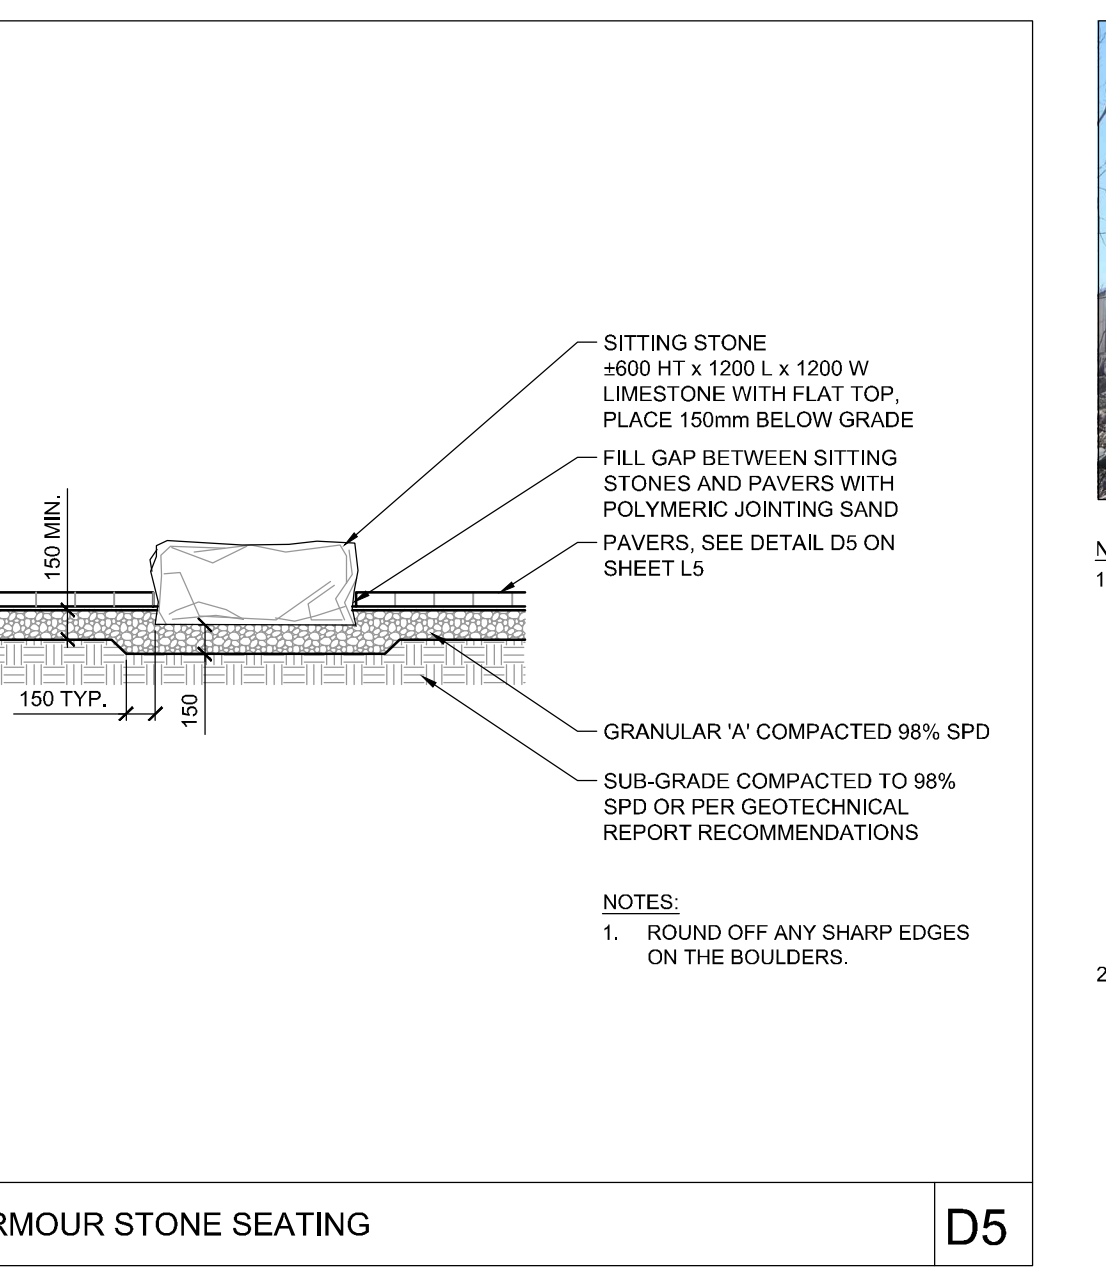 SITTING STONE
±600 HT x 1200 L x 1200 W
LIMESTONE WITH FLAT TOP,
PLACE 150mm BELOW GRADE
FILL GAP BETWEEN SITTING
STONES AND PAVERS WITH
POLYMERIC JOINTING SAND
150 MIN.
PAVERS, SEE DETAIL D5 ON
SHEET L5
150 TYP.
150
GRANULAR 'A' COMPACTED 98% SPD
SUB-GRADE COMPACTED TO 98%
SPD OR PER GEOTECHNICAL
REPORT RECOMMENDATIONS
NOTES:
1. ROUND OFF ANY SHARP EDGES
ON THE BOULDERS.
RMOUR STONE SEATING
D5
N
1
2